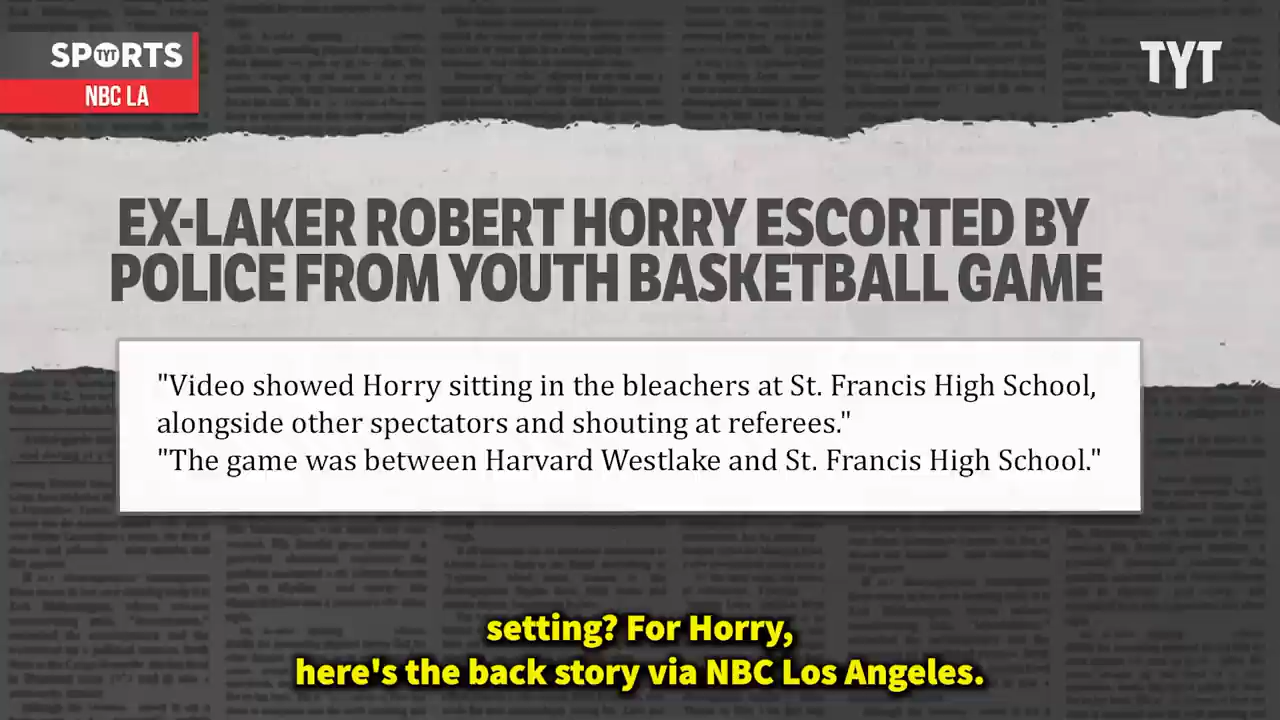 SPORTS
TYT
NBC LA
TYT
EX-LAKER ROBERT HORRY ESCORTED BY
POLICE FROM YOUTH BASKETBALL GAME
"Video showed Horry sitting in the bleachers at St. Francis High School,
alongside other spectators and shouting at referees."
"The game was between Harvard Westlake and St. Francis High School."
setting? For Horry,
here's the back story via NBC Los Angeles.